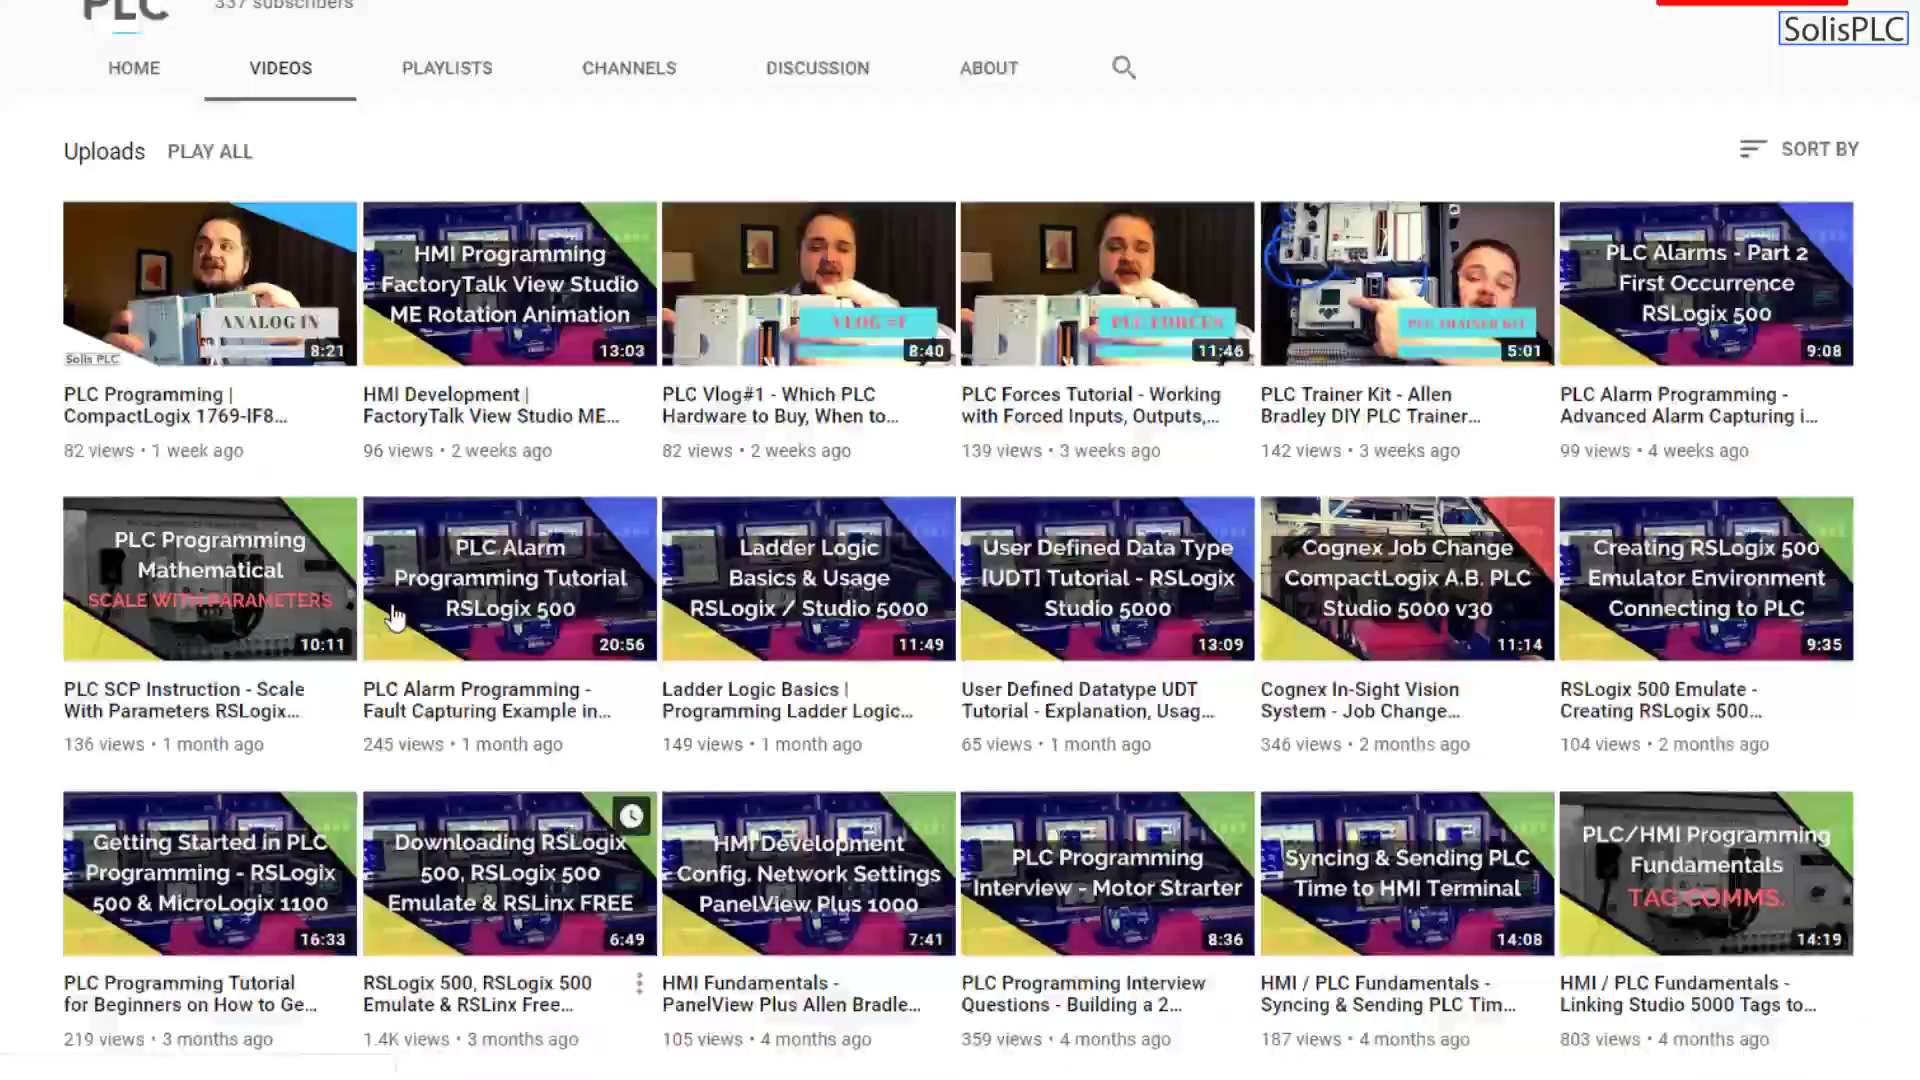 PLC
337 subscribers
SolisPLC
HOME
VIDEOS
PLAYLISTS
CHANNELS
DISCUSSION
ABOUT
Uploads
PLAY ALL
SORT BY
ANALOG IN
Solis PLC
8:21
HMI Programming
FactoryTalk View Studio
ME Rotation Animation
13:03
VLOG #1
8:40
PLC FORCES
11:46
PLC TRAINER KIT
5:01
PLC Alarms - Part 2
First Occurrence
RSLogix 500
9:08
PLC Programming |
CompactLogix 1769-IF8...
82 views • 1 week ago
HMI Development |
FactoryTalk View Studio ME...
96 views • 2 weeks ago
PLC Vlog#1 - Which PLC
Hardware to Buy, When to...
82 views • 2 weeks ago
PLC Forces Tutorial - Working
with Forced Inputs, Outputs,...
139 views • 3 weeks ago
PLC Trainer Kit - Allen
Bradley DIY PLC Trainer...
142 views • 3 weeks ago
PLC Alarm Programming -
Advanced Alarm Capturing i...
99 views • 4 weeks ago
PLC Programming
Mathematical
SCALE WITH PARAMETERS
10:11
PLC Alarm
Programming Tutorial
RSLogix 500
20:56
Ladder Logic
Basics & Usage
RSLogix / Studio 5000
11:49
User Defined Data Type
[UDT] Tutorial - RSLogix
Studio 5000
13:09
Cognex Job Change
CompactLogix A.B. PLC
Studio 5000 v30
11:14
Creating RSLogix 500
Emulator Environment
Connecting to PLC
9:35
PLC SCP Instruction - Scale
With Parameters RSLogix...
136 views • 1 month ago
PLC Alarm Programming -
Fault Capturing Example in...
245 views • 1 month ago
Ladder Logic Basics |
Programming Ladder Logic...
149 views • 1 month ago
User Defined Datatype UDT
Tutorial - Explanation, Usag...
65 views • 1 month ago
Cognex In-Sight Vision
System - Job Change...
346 views • 2 months ago
RSLogix 500 Emulate -
Creating RSLogix 500...
104 views • 2 months ago
Getting Started in PLC
Programming - RSLogix
500 & MicroLogix 1100
16:33
Downloading RSLogix
500, RSLogix 500
Emulate & RSLinx FREE
6:49
HMI Development
Config. Network Settings
PanelView Plus 1000
7:41
PLC Programming
Interview - Motor Starter
8:36
Syncing & Sending PLC
Time to HMI Terminal
14:08
PLC/HMI Programming
Fundamentals
TAG COMMS.
14:19
PLC Programming Tutorial
for Beginners on How to Ge...
219 views • 3 months ago
RSLogix 500, RSLogix 500
Emulate & RSLinx Free...
1.4K views • 3 months ago
HMI Fundamentals -
PanelView Plus Allen Bradle...
105 views • 4 months ago
PLC Programming Interview
Questions - Building a 2...
359 views • 4 months ago
HMI / PLC Fundamentals -
Syncing & Sending PLC Tim...
187 views • 4 months ago
HMI / PLC Fundamentals -
Linking Studio 5000 Tags to...
803 views • 4 months ago